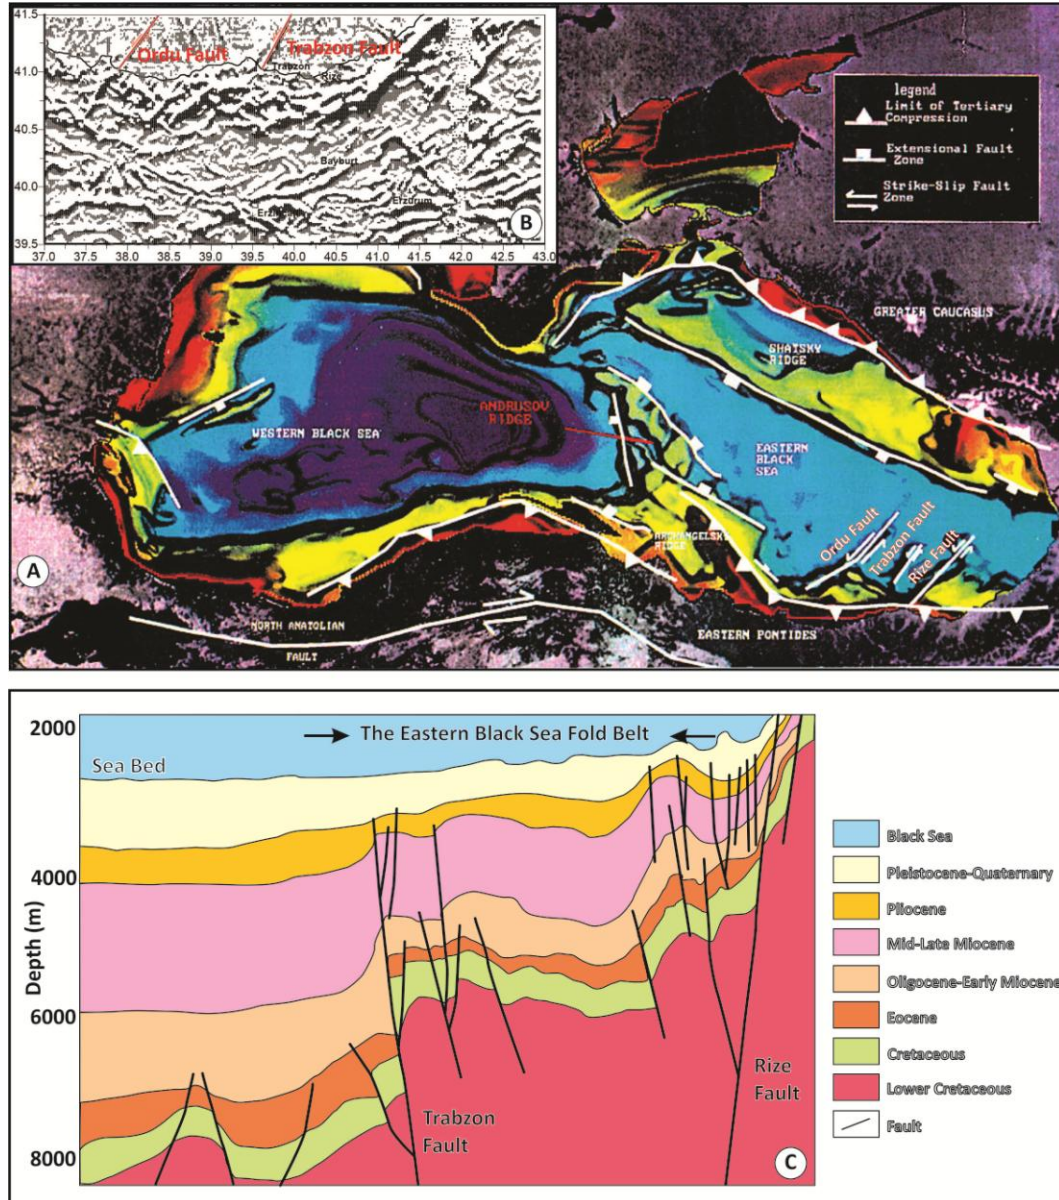 41.5
41.0
40.5
40.0
39.5
37.0 38.0 38.5 39.0 39.5 40.0 40.5 41.0 41.5 42.0 42.5 43.0
Ordu Fault
Trabzon Fault
Trabzon
Rize
Bayburt
Erzurum
B
legend
Limit of Tertiary
Compression
Extensional Fault
Zone
Strike-Slip Fault
Zone
GREATER CAUCASUS
SHATSKY
RIDGE
ANDRUSOV
RIDGE
WESTERN BLACK SEA
EASTERN
BLACK
SEA
Ordu Fault
Trabzon Fault
Rize Fault
ARCHANGELSKY
RIDGE
A
NORTH ANATOLIAN
FAULT
EASTERN PONTIDES
2000
4000
6000
8000
Depth (m)
The Eastern Black Sea Fold Belt
Sea Bed
Trabzon
Fault
Rize
Fault
C
Black Sea
Pleistocene-Quaternary
Pliocene
Mid-Late Miocene
Oligocene-Early Miocene
Eocene
Cretaceous
Lower Cretaceous
Fault